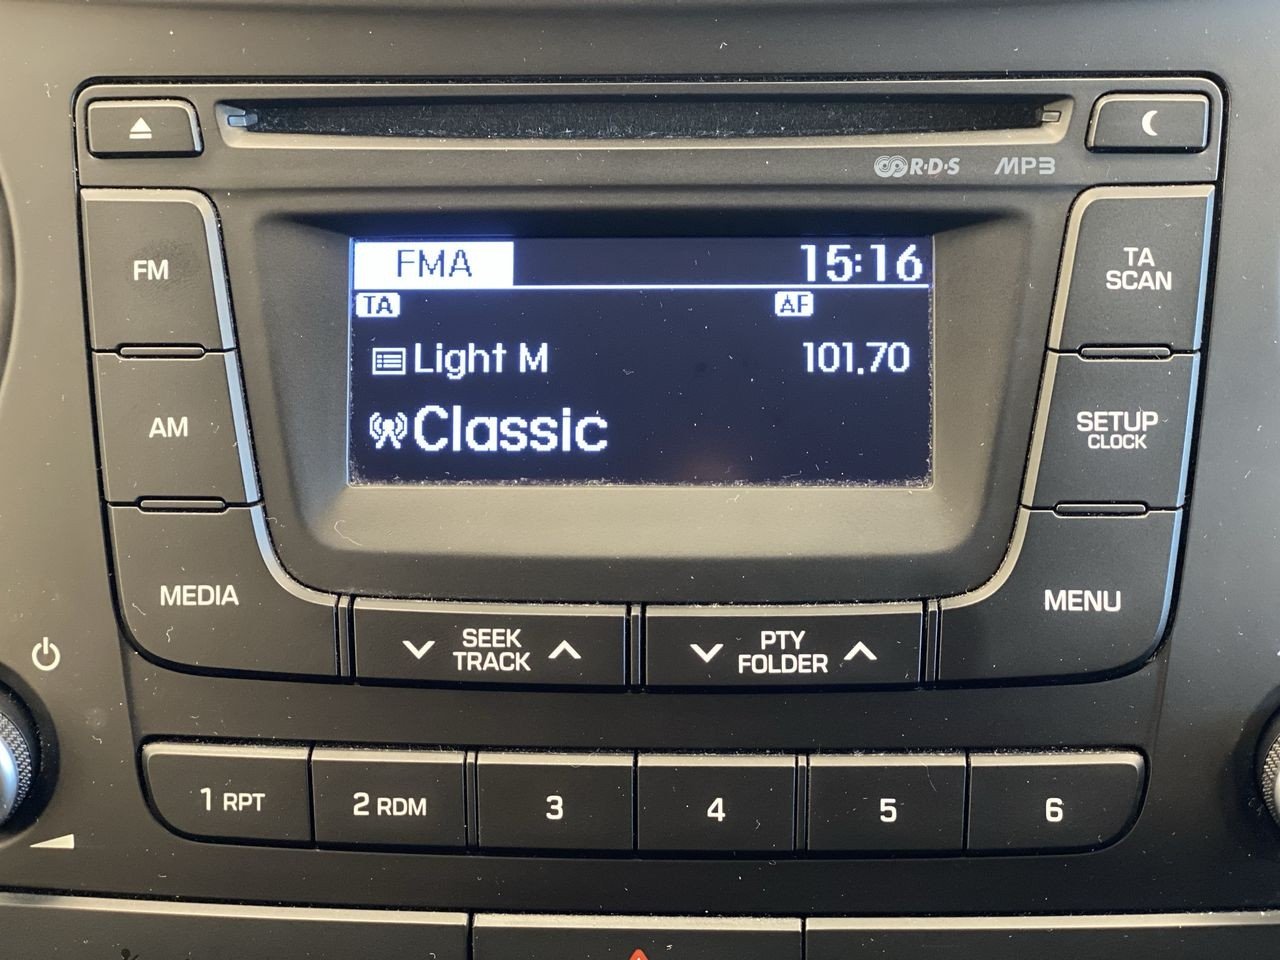 R·D·S MP3
FMA 15:16
TA AF
Light M 101.70
Classic
FM
AM
MEDIA
TA
SCAN
SETUP
CLOCK
MENU
SEEK
TRACK
PTY
FOLDER
1 RPT
2 RDM
3
4
5
6